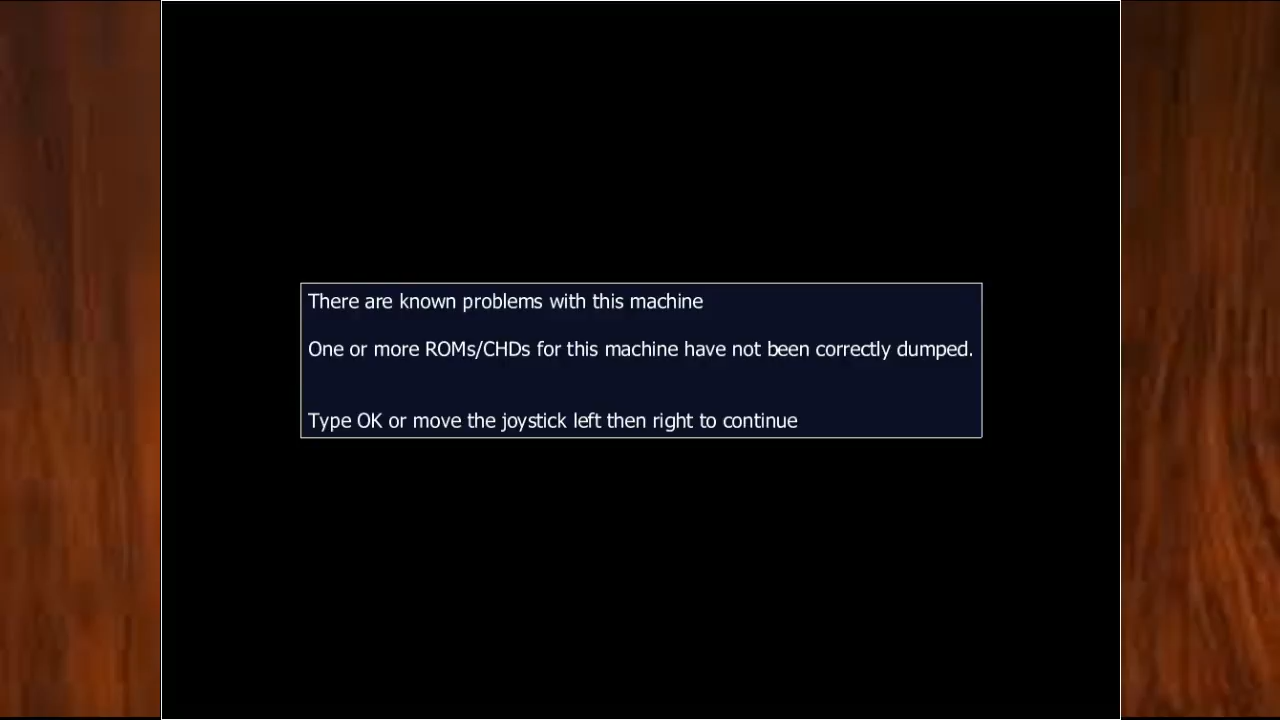 There are known problems with this machine
One or more ROMs/CHDs for this machine have not been correctly dumped.
Type OK or move the joystick left then right to continue